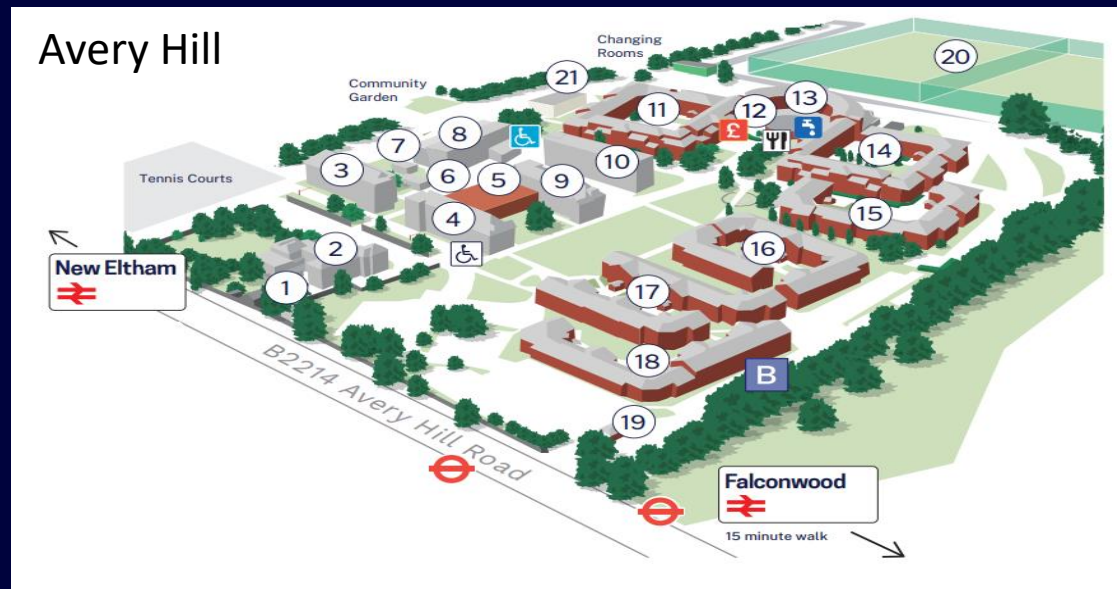 Avery Hill
Changing
Rooms
20
Community
Garden
21
11
12
13
£
8
7
14
10
3
6
5
9
Tennis Courts
15
4
16
2
New Eltham
1
17
18
B
B2214 Avery Hill Road
19
Falconwood
15 minute walk